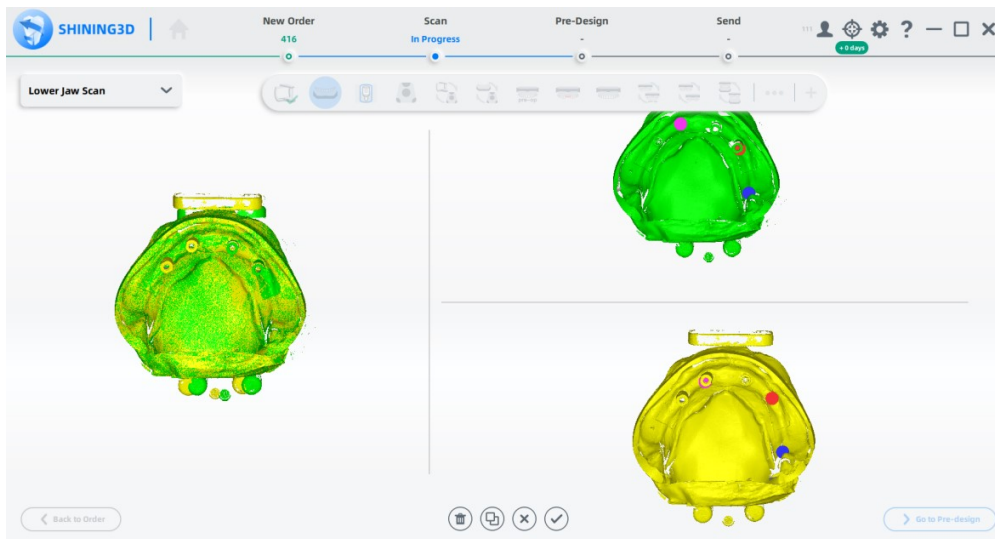 SHINING3D
New Order
416
Scan
In Progress
Pre-Design
-
Send
-
+ 0 days
?
Lower Jaw Scan
Back to Order
Go to Pre-design